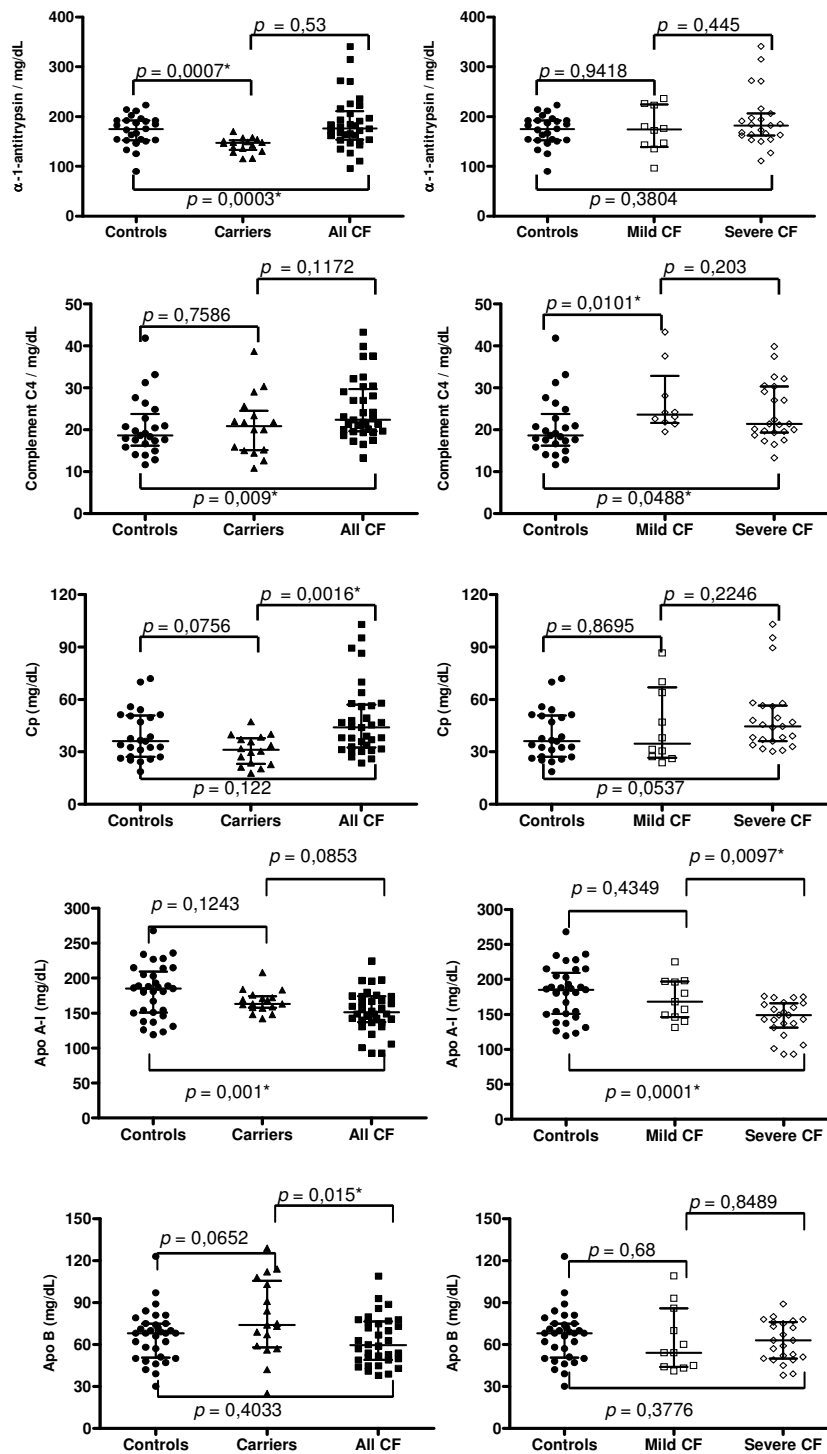 p = 0,53
p = 0,0007*
α-1-antitrypsin / mg/dL
400
300
200
100
0
p = 0,0003*
Controls
Carriers
All CF
p = 0,445
p = 0,9418
α-1-antitrypsin / mg/dL
400
300
200
100
0
p = 0,3804
Controls
Mild CF
Severe CF
p = 0,1172
p = 0,7586
Complement C4 / mg/dL
50
40
30
20
10
0
p = 0,009*
Controls
Carriers
All CF
p = 0,203
p = 0,0101*
Complement C4 / mg/dL
50
40
30
20
10
0
p = 0,0488*
Controls
Mild CF
Severe CF
p = 0,0016*
p = 0,0756
Cp (mg/dL)
120
90
60
30
0
p = 0,122
Controls
Carriers
All CF
p = 0,2246
p = 0,8695
Cp (mg/dL)
120
90
60
30
0
p = 0,0537
Controls
Mild CF
Severe CF
p = 0,0853
p = 0,1243
Apo A-I (mg/dL)
300
250
200
150
100
50
0
p = 0,001*
Controls
Carriers
All CF
p = 0,0097*
p = 0,4349
Apo A-I (mg/dL)
300
250
200
150
100
50
0
p = 0,0001*
Controls
Mild CF
Severe CF
p = 0,015*
p = 0,0652
Apo B (mg/dL)
150
120
90
60
30
0
p = 0,4033
Controls
Carriers
All CF
p = 0,8489
p = 0,68
Apo B (mg/dL)
150
120
90
60
30
0
p = 0,3776
Controls
Mild CF
Severe CF